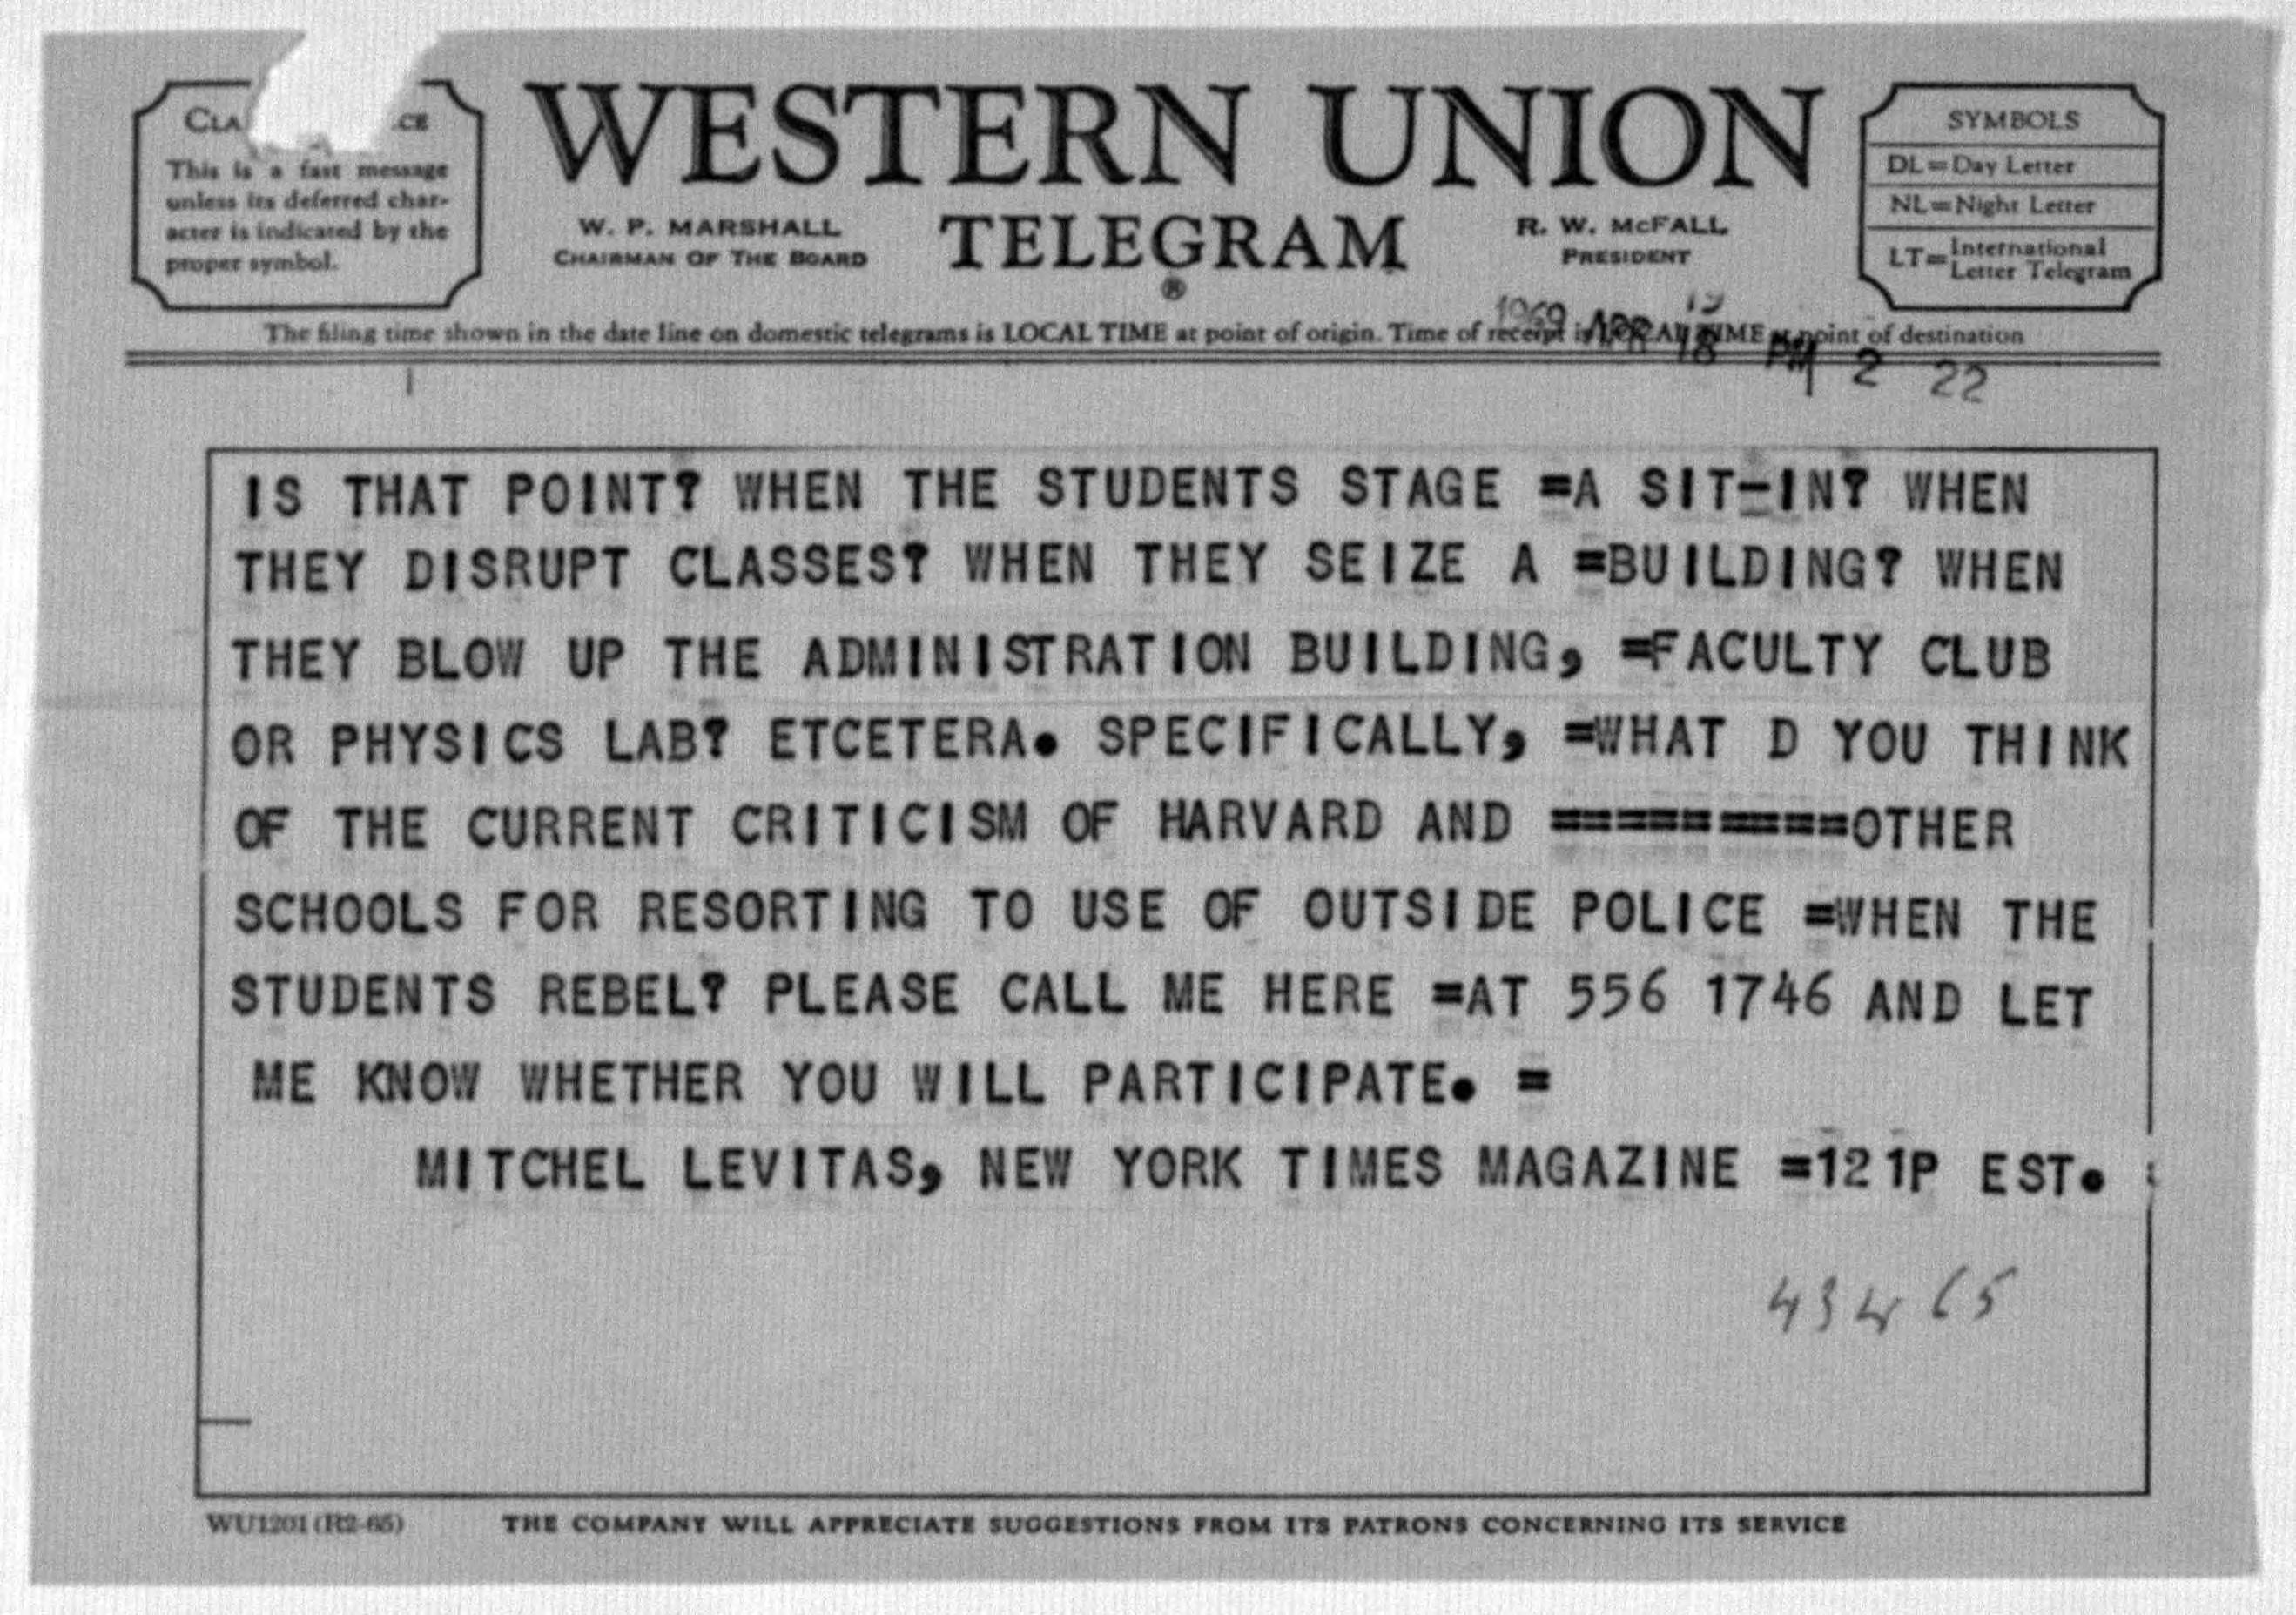 CLA CE
This is a fast message
unless its deferred char-
acter is indicated by the
proper symbol.
WESTERN UNION
TELEGRAM
®
W. P. MARSHALL
CHAIRMAN OF THE BOARD
R. W. McFALL
PRESIDENT
SYMBOLS
DL=Day Letter
NL=Night Letter
LT=International
Letter Telegram
1969 APR 18 PM 2 22
19
The filing time shown in the date line on domestic telegrams is LOCAL TIME at point of origin. Time of receipt is LOCAL TIME at point of destination
IS THAT POINT? WHEN THE STUDENTS STAGE =A SIT-IN? WHEN
THEY DISRUPT CLASSES? WHEN THEY SEIZE A =BUILDING? WHEN
THEY BLOW UP THE ADMINISTRATION BUILDING, =FACULTY CLUB
OR PHYSICS LAB? ETCETERA. SPECIFICALLY, =WHAT D YOU THINK
OF THE CURRENT CRITICISM OF HARVARD AND =========OTHER
SCHOOLS FOR RESORTING TO USE OF OUTSIDE POLICE =WHEN THE
STUDENTS REBEL? PLEASE CALL ME HERE =AT 556 1746 AND LET
ME KNOW WHETHER YOU WILL PARTICIPATE. =
MITCHEL LEVITAS, NEW YORK TIMES MAGAZINE =121P EST.
WU1201 (R2-65)
THE COMPANY WILL APPRECIATE SUGGESTIONS FROM ITS PATRONS CONCERNING ITS SERVICE